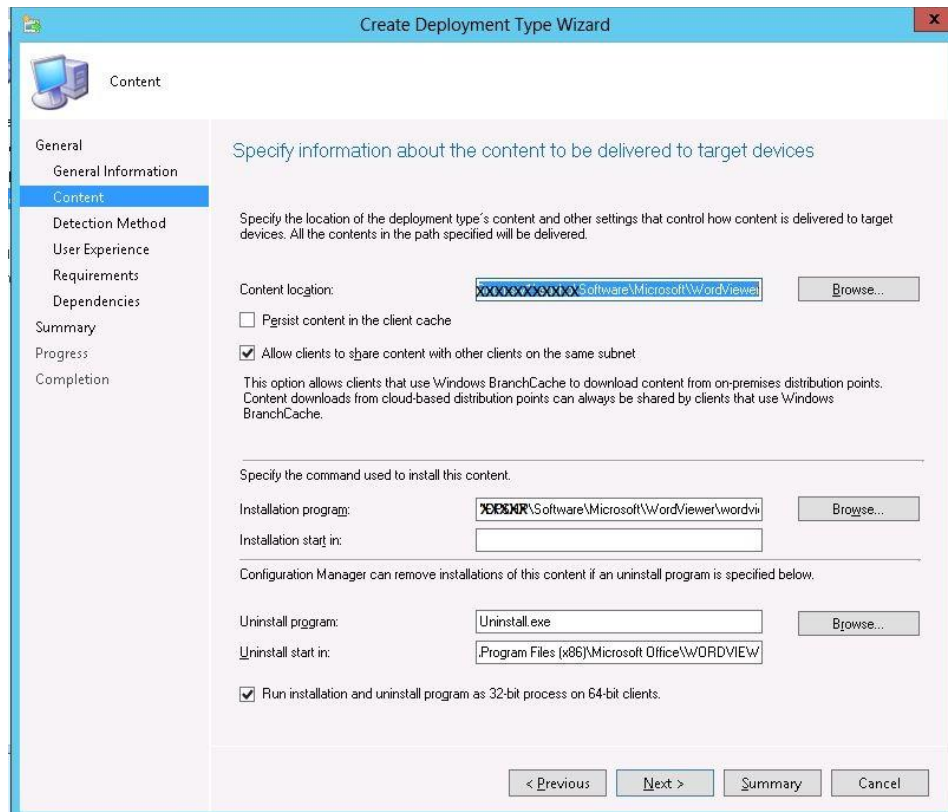 Create Deployment Type Wizard
x
Content
General
General Information
Content
Detection Method
User Experience
Requirements
Dependencies
Summary
Progress
Completion
Specify information about the content to be delivered to target devices
Specify the location of the deployment type's content and other settings that control how content is delivered to target
devices. All the contents in the path specified will be delivered.
Content location: XXXXXXXXXXXX Software\Microsoft\WordViewer Browse...
Persist content in the client cache
Allow clients to share content with other clients on the same subnet
This option allows clients that use Windows BranchCache to download content from on-premises distribution points.
Content downloads from cloud-based distribution points can always be shared by clients that use Windows
BranchCache.
Specify the command used to install this content.
Installation program: \Software\Microsoft\WordViewer\wordvi Browse...
Installation start in:
Configuration Manager can remove installations of this content if an uninstall program is specified below.
Uninstall program: Uninstall.exe Browse...
Uninstall start in: .Program Files (x86)\Microsoft Office\WORDVIEW
Run installation and uninstall program as 32-bit process on 64-bit clients.
< Previous Next > Summary Cancel